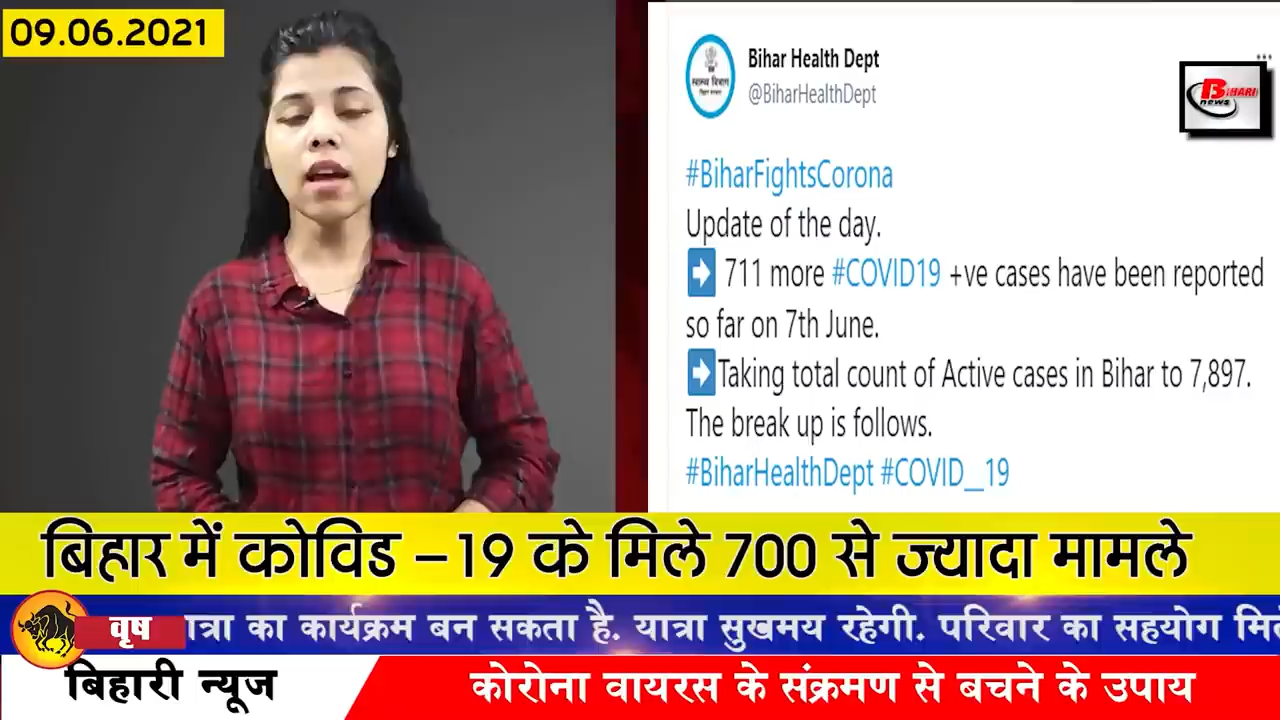 09.06.2021
Bihar Health Dept
@BiharHealthDept
BIHARI
news
#BiharFightsCorona
Update of the day.
711 more #COVID19 +ve cases have been reported
so far on 7th June.
Taking total count of Active cases in Bihar to 7,897.
The break up is follows.
#BiharHealthDept #COVID__19
बिहार में कोविड –19 के मिले 700 से ज्यादा मामले
वृष
का कार्यक्रम बन सकता है. यात्रा सुखमय रहेगी. परिवार का सहयोग
बिहारी न्यूज
कोरोना वायरस के संक्रमण से बचने के उपाय